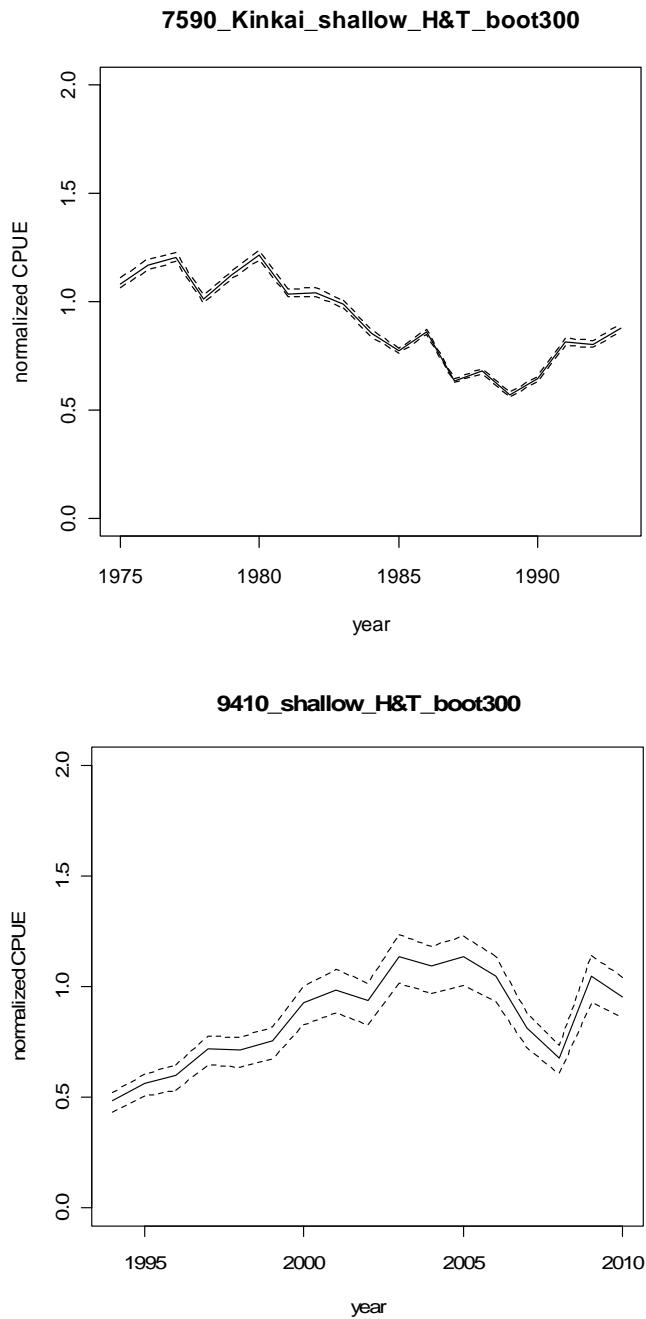 7590_Kinkai_shallow_H&T_boot300
2.0
1.5
1.0
0.5
0.0
normalized CPUE
1975 1980 1985 1990
year
9410_shallow_H&T_boot300
2.0
1.5
1.0
0.5
0.0
normalized CPUE
1995 2000 2005 2010
year